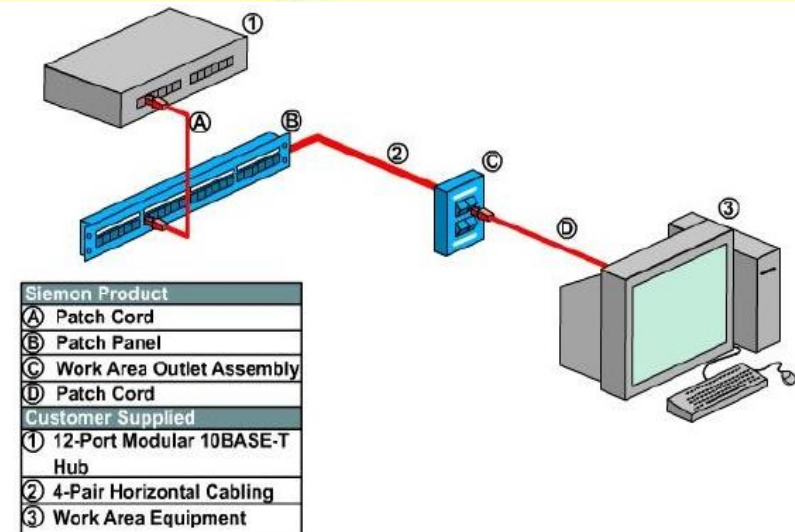 ①
Ⓐ
Ⓑ
②
Ⓒ
Ⓓ
③
Siemon Product
Ⓐ Patch Cord
Ⓑ Patch Panel
Ⓒ Work Area Outlet Assembly
Ⓓ Patch Cord
Customer Supplied
① 12-Port Modular 10BASE-T
Hub
② 4-Pair Horizontal Cabling
③ Work Area Equipment